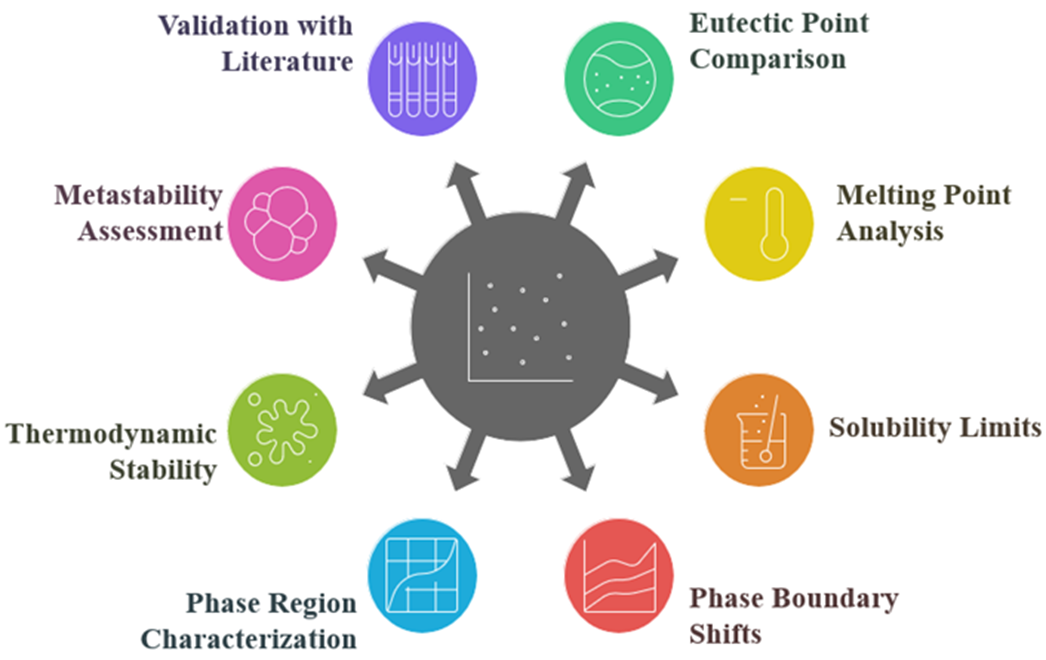 Validation with
Literature
Eutectic Point
Comparison
Metastability
Assessment
Melting Point
Analysis
Thermodynamic
Stability
Solubility Limits
Phase Region
Characterization
Phase Boundary
Shifts